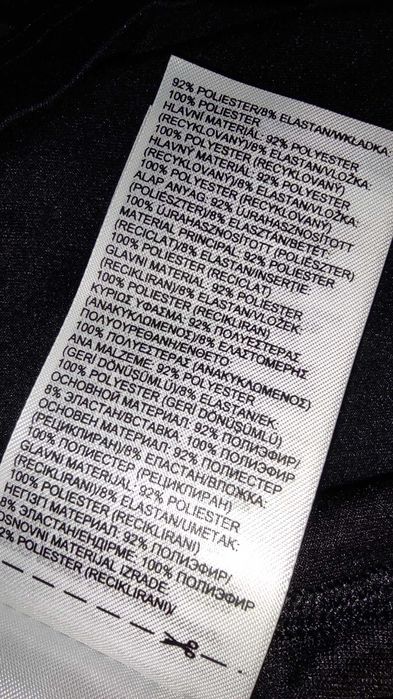 92% POLIESTER/8% ELASTAN/WKŁADKA:
100% POLIESTER
HLAVNÍ MATERIÁL: 92% POLYESTER
(RECYKLOVANÝ)/8% ELASTAN/VLOŽKA:
100% POLYESTER (RECYKLOVANÝ)
HLAVNÝ MATERIÁL: 92% POLYESTER
(RECYKLOVANÝ)/8% ELASTAN/VLOŽKA:
100% POLYESTER (RECYKLOVANÝ)
ALAP ANYAG: 92% ÚJRAHASZNOSÍTOTT
(POLIÉSZTER)/8% ELASZTÁN/BETÉT:
100% ÚJRAHASZNOSÍTOTT (POLIÉSZTER)
MATERIAL PRINCIPAL: 92% POLIESTER
(RECICLAT)/8% ELASTAN/INSERȚIE:
100% POLIESTER (RECICLAT)
GLAVNI MATERIAL: 92% POLIESTER
(RECIKLIRAN)/8% ELASTAN/VLOŽEK:
100% POLIESTER (RECIKLIRAN)
ΚΥΡΙΩΣ ΥΦΑΣΜΑ: 92% ΠΟΛΥΕΣΤΕΡΑΣ
(ΑΝΑΚΥΚΛΩΜΕΝΟΣ)/8% ΕΛΑΣΤΟΜΕΡΗΣ
ΠΟΛΥΟΥΡΕΘΑΝΗ/ΕΝΘΕΤΟ:
100% ΠΟΛΥΕΣΤΕΡΑΣ (ΑΝΑΚΥΚΛΩΜΕΝΟΣ)
ANA MALZEME: 92% POLYESTER
(GERİ DÖNÜŞÜMLÜ)/8% ELASTAN/EK:
100% POLYESTER (GERİ DÖNÜŞÜMLÜ)
ОСНОВНОЙ МАТЕРИАЛ: 92% ПОЛИЭФИР/
8% ЭЛАСТАН/ВСТАВКА: 100% ПОЛИЭФИР
ОСНОВЕН МАТЕРИАЛ: 92% ПОЛИЕСТЕР
(РЕЦИКЛИРАН)/8% ЕЛАСТАН/ВЛОЖКА:
100% ПОЛИЕСТЕР (РЕЦИКЛИРАН)
GLAVNI MATERIJAL: 92% POLIESTER
(RECIKLIRANI)/8% ELASTAN/UMETAK:
100% POLIESTER (RECIKLIRANI)
НЕГІЗГІ МАТЕРИАЛ: 92% ПОЛИЭФИР/
8% ЭЛАСТАН/ЕНДІРМЕ: 100% ПОЛИЭФИР
OSNOVNI MATERIJAL IZRADE:
92% POLIESTER (RECIKLIRANI)/